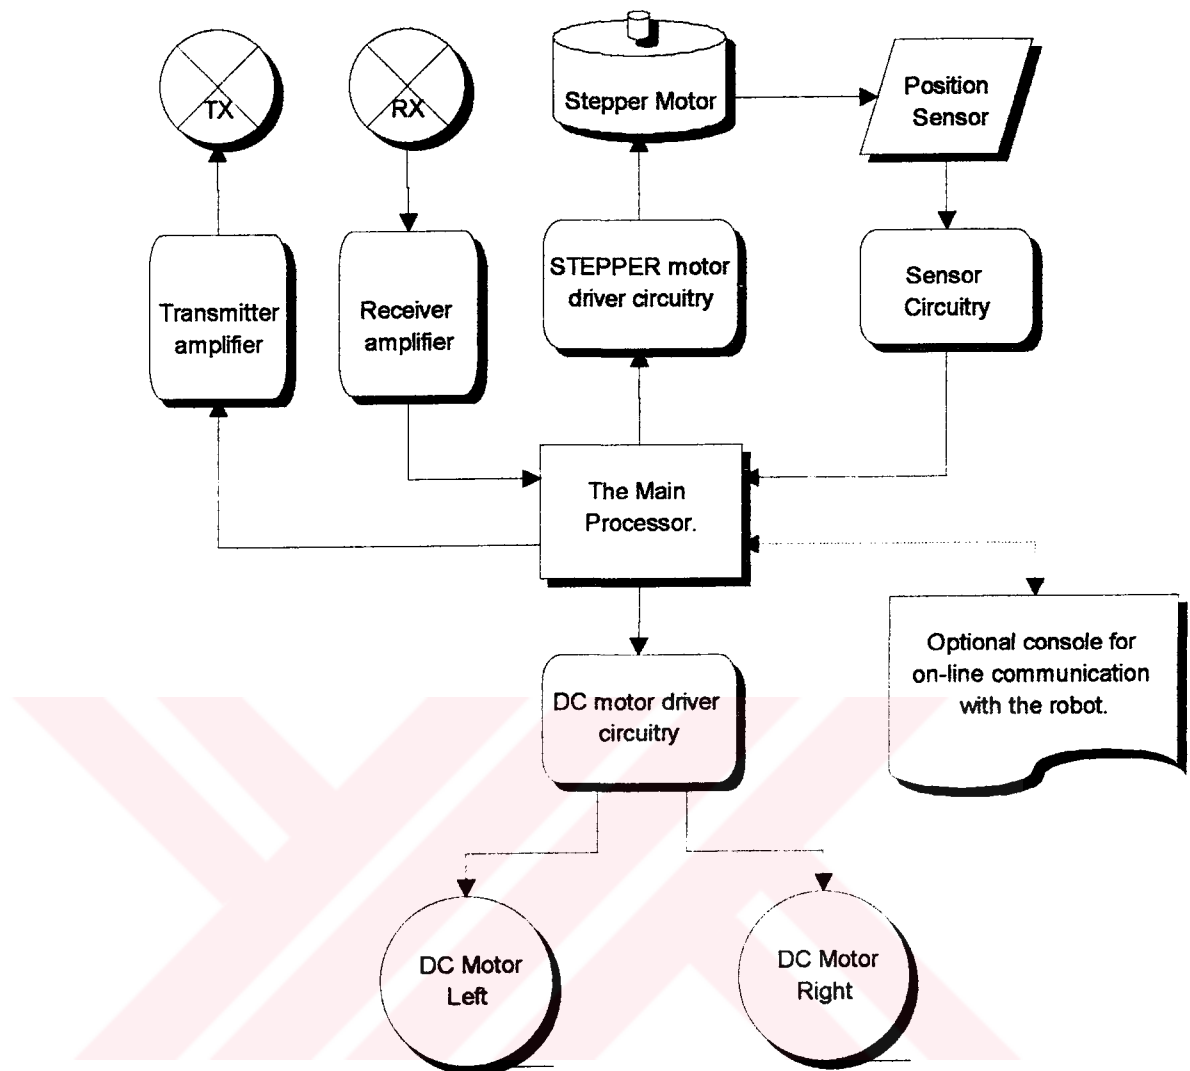 TX
RX
Stepper Motor
Position
Sensor
Transmitter
amplifier
Receiver
amplifier
STEPPER motor
driver circuitry
Sensor
Circuitry
The Main
Processor.
Optional console for
on-line communication
with the robot.
DC motor driver
circuitry
DC Motor
Left
DC Motor
Right